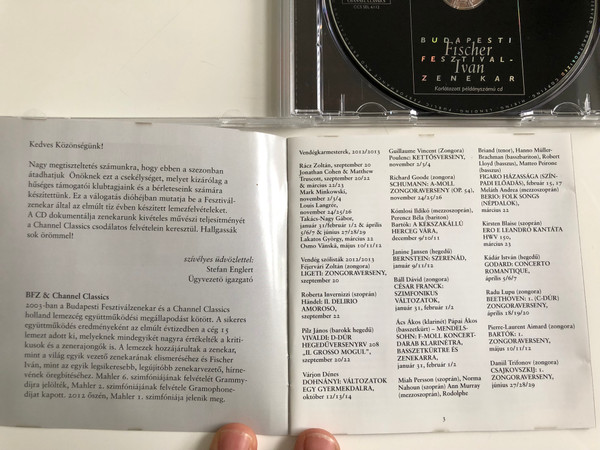 BUDAPESTI
Fischer
FESZTIVÁL-
Iván
ZENEKAR
Korlátozott példányszámú cd
Kedves Közönségünk!
Nagy megtiszteltetés számunkra, hogy ebben a szezonban
átadhatjuk Önöknek ezt a csekélységet, melyet kizárólag a
hűséges támogatói klubtagjaink és a bérleteseink számára
készítettünk. Ez a válogatás dióhéjban mutatja be a Fesztivál-
zenekar által az elmúlt tíz évben készített lemezfelvételeket.
A CD dokumentálja zenekarunk kivételes művészi teljesítményét
a Channel Classics csodálatos felvételein keresztül. Hallgassák
sok örömmel!
szívélyes üdvözlettel:
Stefan Englert
Ügyvezető igazgató
BFZ & Channel Classics
2003-ban a Budapesti Fesztiválzenekar és a Channel Classics
holland lemezcég együttműködési megállapodást kötött. A sikeres
együttműködés eredményeként az elmúlt évtizedben a cég 15
lemezt adott ki, melyeknek mindegyikét nagyra értékelték a kriti-
kusok és a zenerajongók is. A lemezek hozzájárultak a zenekar,
mint a világ egyik vezető zenekarának elismeréséhez és Fischer
Iván, mint az egyik legsikeresebb, legújítóbb zenekarvezető, hírne-
vének öregbítéséhez. Mahler 6. szimfóniájának felvételét Grammy-
díjra jelölték, Mahler 2. szimfóniájának felvétele Gramophone-
díjat kapott. 2012 őszén, Mahler 1. szimfóniája jelenik meg.
Vendégkarmesterek, 2012/2013
Rácz Zoltán, szeptember 20
Jonathan Cohen & Matthew
Truscott, szeptember 20/22
& március 22/23
Mark Minkowski,
november 2/3/4
Louis Langrée,
november 24/25/26
Takács-Nagy Gábor,
január 31/február 1/2 & április
5/6/7 & június 27/28/29
Lakatos György, március 22
Osmo Vänskä, május 10/11/12
Vendég szólisták 2012/2013
Fejérvári Zoltán (zongora)
LIGETI: ZONGORAVERSENY,
szeptember 20
Roberta Invernizzi (szoprán)
Händel: IL DELIRIO
AMOROSO,
szeptember 22
Pilz János (barokk hegedű)
VIVALDI: D-DÚR
HEGEDŰVERSENYRV 208
„IL GROSSO MOGUL”,
szeptember 20/22
Várjon Dénes
DOHNÁNYI: VÁLTOZATOK
EGY GYERMEKDALRA,
október 12/13/14
Guillaume Vincent (Zongora)
Poulenc: KETTŐSVERSENY,
november 2/3/4
Richard Goode (zongora)
SCHUMANN: A-MOLL
ZONGORAVERSENY (OP. 54),
november 24/25/26
Komlósi Ildikó (mezzoszoprán),
Perencz Béla (bariton)
Bartók: A KÉKSZAKÁLLÚ
HERCEG VÁRA,
december 9/10/11
Janine Jansen (hegedű)
BERNSTEIN: SZERENÁD,
január 9/11/12
Báll Dávid (zongora)
CÉSAR FRANCK:
SZIMFONIKUS
VÁLTOZATOK,
január 31, február 1/2
Ács Ákos (klarinét) Pápai Ákos
(basszetkürt) – MENDELS-
SOHN: F-MOLL KONCERT-
DARAB KLARINÉTRA,
BASSZETKÜRTRE ÉS
ZENEKARRA,
január 31, február 1/2
Miah Persson (szoprán), Norma
Nahoun (szoprán) Ann Murray
(mezzoszoprán), Rodolphe
Briand (tenor), Hanno Müller-
Brachman (basszbariton), Robert
Lloyd (basszus), Matteo Peirone
(basszus)
FIGARO HÁZASSÁGA (SZÍN-
PADI ELŐADÁS), február 15, 17
Meláth Andrea (mezzoszoprán)
BERIO: FOLK SONGS
(NÉPDALOK),
március 22
Kirsten Blaise (szoprán)
ERO E LEANDRO KANTÁTA
HWV 150,
március 23
Kádár István (hegedű)
GODARD: CONCERTO
ROMANTIQUE,
április 5/6/7
Radu Lupu (zongora)
BEETHOVEN: 1. (C-DÚR)
ZONGORAVERSENY,
április 18/19/20
Pierre-Laurent Aimard (zongora)
BARTÓK: 1.
ZONGORAVERSENY,
május 10/11/12
Daniil Trifonov (zongora)
CSAJKOVSZKIJ: 1.
ZONGORAVERSENY,
június 27/28/29
3